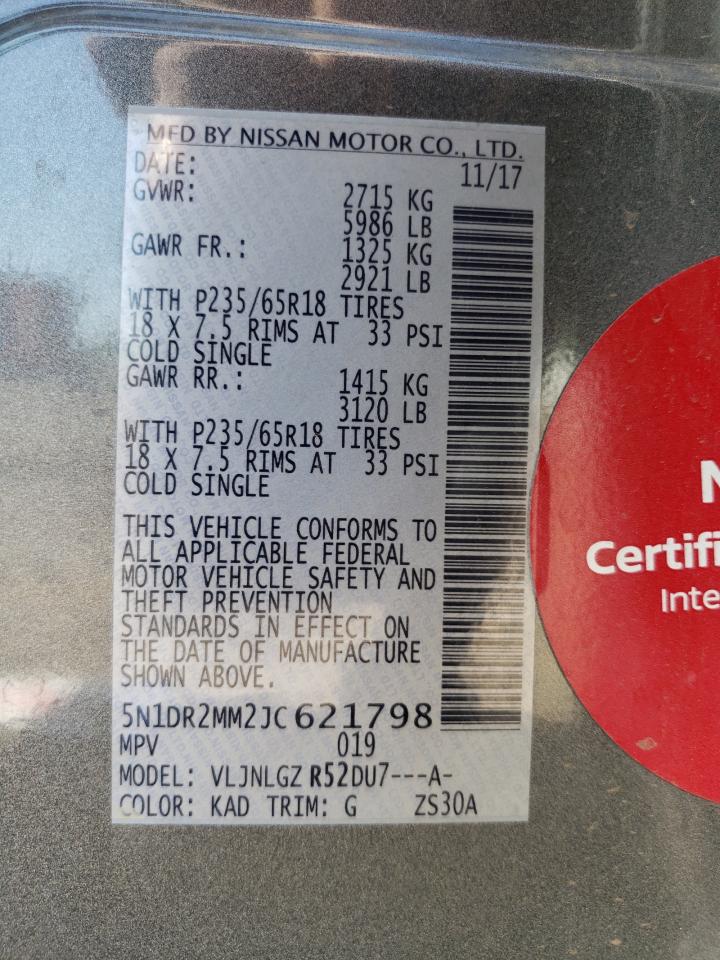 MFD BY NISSAN MOTOR CO., LTD.
DATE: 11/17
GVWR: 2715 KG
5986 LB
GAWR FR.: 1325 KG
2921 LB
WITH P235/65R18 TIRES
18 X 7.5 RIMS AT 33 PSI
COLD SINGLE
GAWR RR.: 1415 KG
3120 LB
WITH P235/65R18 TIRES
18 X 7.5 RIMS AT 33 PSI
COLD SINGLE
THIS VEHICLE CONFORMS TO
ALL APPLICABLE FEDERAL
MOTOR VEHICLE SAFETY AND
THEFT PREVENTION
STANDARDS IN EFFECT ON
THE DATE OF MANUFACTURE
SHOWN ABOVE.
5N1DR2MM2JC621798
MPV 019
MODEL: VLJNLGZ R52DU7---A-
COLOR: KAD TRIM: G ZS30A
N
Certifi
Inte